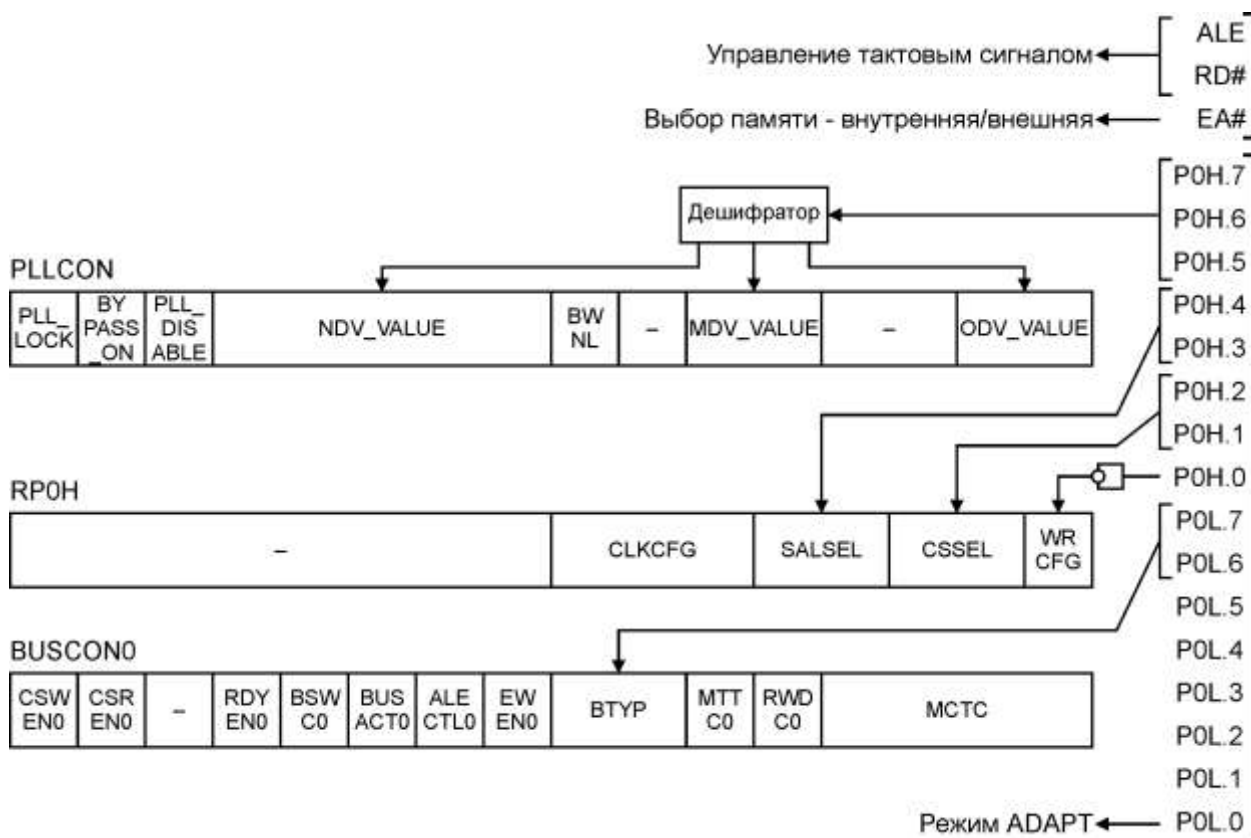 ALE
Управление тактовым сигналом
RD#
Выбор памяти - внутренняя/внешняя
EA#
P0H.7
Дешифратор
P0H.6
P0H.5
PLLCON
PLL_
LOCK
BY
PASS
_ON
PLL_
DIS
ABLE
NDV_VALUE
BW
NL
–
MDV_VALUE
–
ODV_VALUE
P0H.4
P0H.3
P0H.2
P0H.1
P0H.0
RP0H
–
CLKCFG
SALSEL
CSSEL
WR
CFG
P0L.7
P0L.6
P0L.5
P0L.4
BUSCON0
CSW
EN0
CSR
EN0
–
RDY
EN0
BSW
C0
BUS
ACT0
ALE
CTL0
EW
EN0
BTYP
MTT
C0
RWD
C0
MCTC
P0L.3
P0L.2
P0L.1
Режим ADAPT
P0L.0